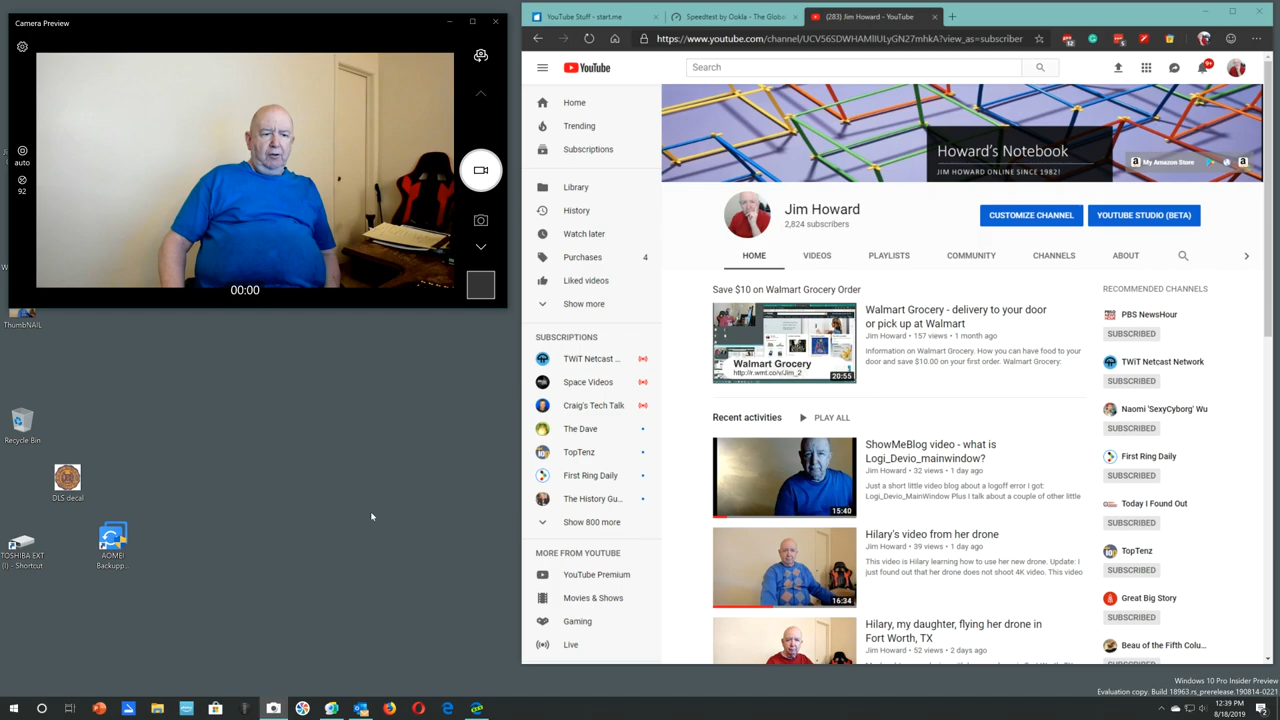 Camera Preview
auto
92
00:00
ThumbNAIL
Recycle Bin
DLS decal
TOSHIBA EXT
(I) - Shortcut
AOMEI
Backupp...
YouTube Stuff - start.me
Speedtest by Ookla - The Globa
(283) Jim Howard - YouTube
YouTube
Search
9+
12
5
Home
Trending
Subscriptions
Library
History
Watch later
Purchases 4
Liked videos
Show more
SUBSCRIPTIONS
TWiT Netcast ...
Space Videos
Craig's Tech Talk
The Dave
TopTenz
First Ring Daily
The History Gu...
Show 800 more
MORE FROM YOUTUBE
YouTube Premium
Movies & Shows
Gaming
Live
Howard's Notebook
JIM HOWARD ONLINE SINCE 1982!
My Amazon Store
Jim Howard
2,824 subscribers
CUSTOMIZE CHANNEL
YOUTUBE STUDIO (BETA)
HOME VIDEOS PLAYLISTS COMMUNITY CHANNELS ABOUT
Save $10 on Walmart Grocery Order
Walmart Grocery
http://r.wmt.co/v/Jim_2
20:55
Walmart Grocery - delivery to your door
or pick up at Walmart
Jim Howard • 157 views • 1 month ago
Information on Walmart Grocery. How you can have food to your
door and save $10.00 on your first order. Walmart Grocery:
Recent activities PLAY ALL
15:40
ShowMeBlog video - what is
Logi_Devio_mainwindow?
Jim Howard • 32 views • 1 day ago
Just a short little video blog about a logoff error i got:
Logi_Devio_MainWindow Plus I talk about a couple of other little
16:34
Hilary's video from her drone
Jim Howard • 39 views • 1 day ago
This video is Hilary learning how to use her new drone. Update: I
just found out that her drone does not shoot 4K video. This video
Hilary, my daughter, flying her drone in
Fort Worth, TX
Jim Howard • 52 views • 2 days ago
RECOMMENDED CHANNELS
PBS NewsHour
SUBSCRIBED
TWiT Netcast Network
SUBSCRIBED
Naomi 'SexyCyborg' Wu
SUBSCRIBED
First Ring Daily
SUBSCRIBED
Today I Found Out
SUBSCRIBED
TopTenz
SUBSCRIBED
Great Big Story
SUBSCRIBED
Beau of the Fifth Colu...
Windows 10 Pro Insider Preview
Evaluation copy. Build 18963.rs_prerelease.190814-0221
12:39 PM
8/18/2019
2